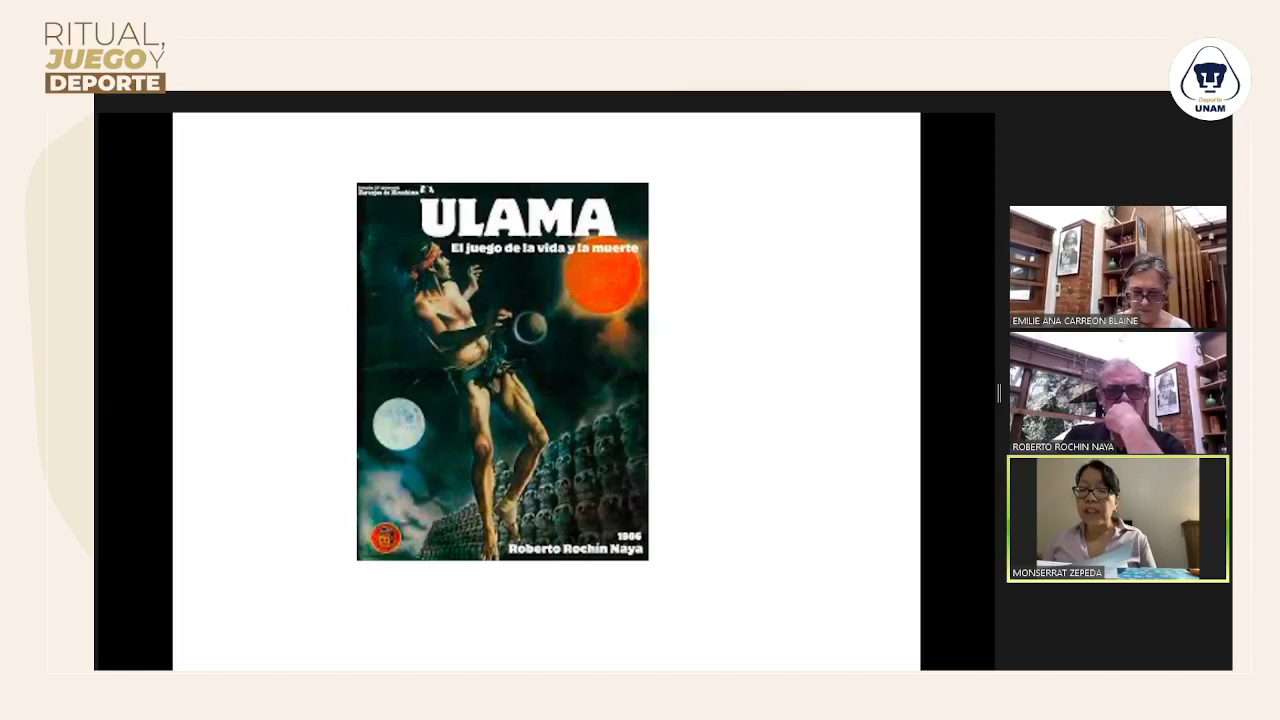 RITUAL,
JUEGO Y
DEPORTE
Deporte
UNAM
ULAMA
El juego de la vida y la muerte
1986
Roberto Rochín Naya
EMILIE ANA CARREON BLAINE
ROBERTO ROCHIN NAYA
MONSERRAT ZEPEDA